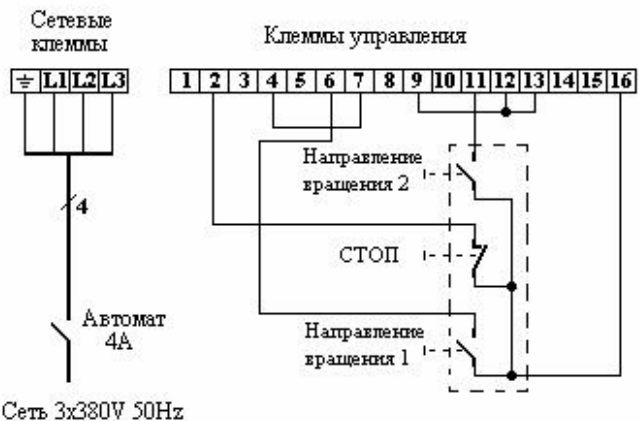 Сетевые
клеммы
Клеммы управления
⏚ L1 L2 L3
1 2 3 4 5 6 7 8 9 10 11 12 13 14 15 16
Направление
вращения 2
4
СТОП
Автомат
4А
Направление
вращения 1
Сеть 3x380V 50Hz